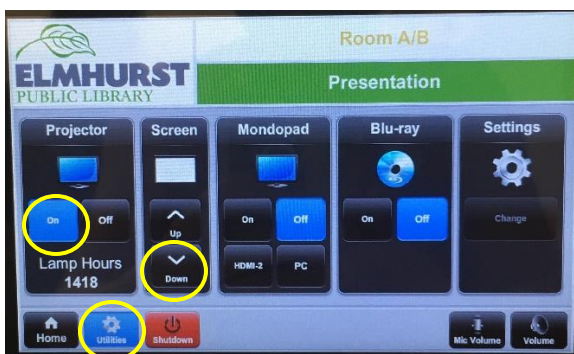 Room A/B
ELMHURST
PUBLIC LIBRARY
Presentation
Projector
Screen
Mondopad
Blu-ray
Settings
On
Off
Up
On
Off
On
Off
Change
Lamp Hours
1418
Down
HDMI-2
PC
Home
Utilities
Shutdown
Mic Volume
Volume